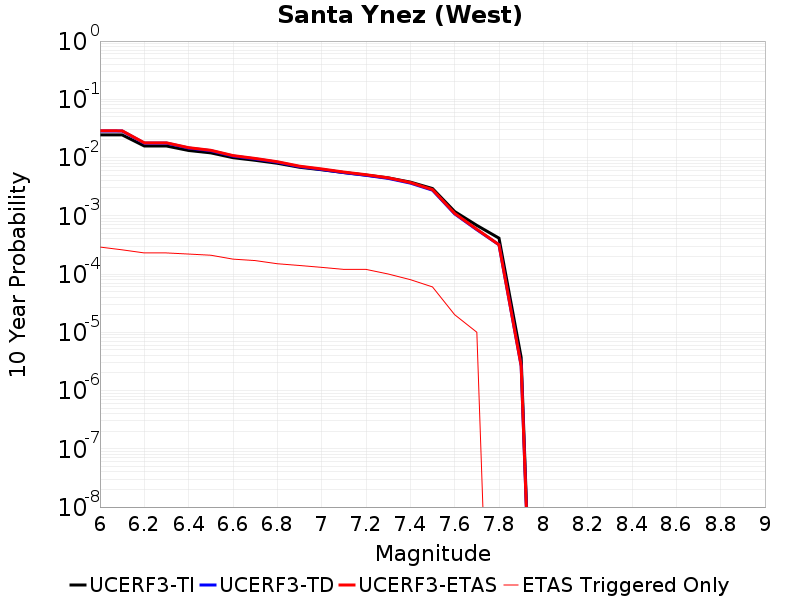 Santa Ynez (West)
10 Year Probability
10^0
10^-1
10^-2
10^-3
10^-4
10^-5
10^-6
10^-7
10^-8
6 6.2 6.4 6.6 6.8 7 7.2 7.4 7.6 7.8 8 8.2 8.4 8.6 8.8 9
Magnitude
UCERF3-TI UCERF3-TD UCERF3-ETAS ETAS Triggered Only